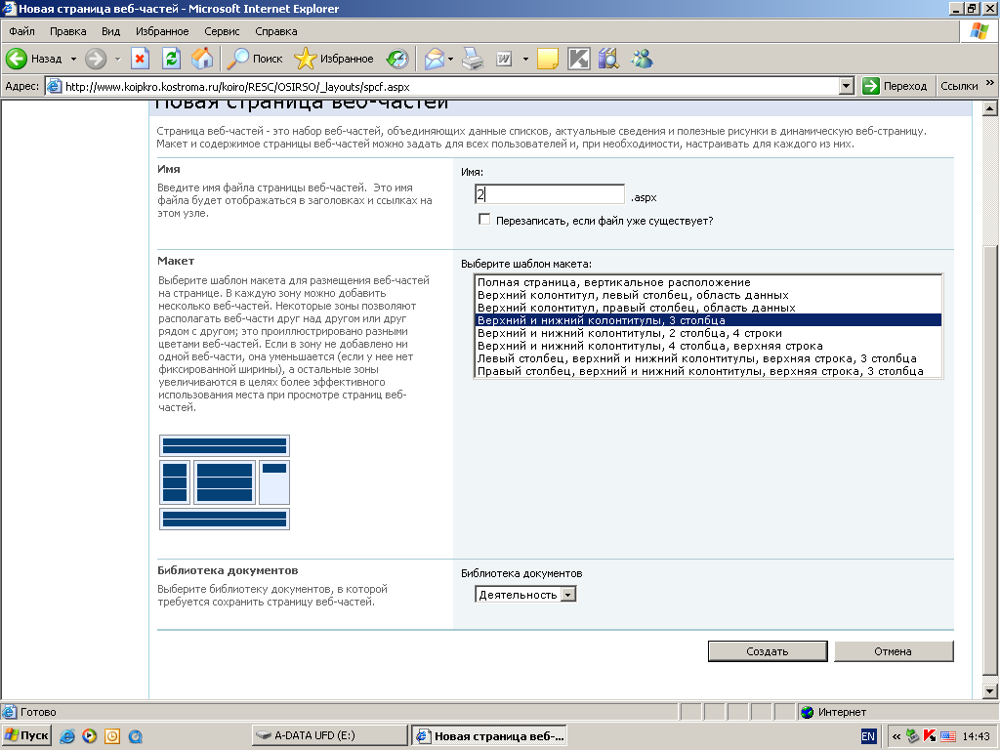 Новая страница веб-частей - Microsoft Internet Explorer
Файл Правка Вид Избранное Сервис Справка
Назад Поиск Избранное
Адрес: http://www.koipkro.kostroma.ru/koiro/RESC/OSIRSO/_layouts/spcf.aspx Переход Ссылки »
Новая страница веб-частей
Страница веб-частей - это набор веб-частей, объединяющих данные списков, актуальные сведения и полезные рисунки в динамическую веб-страницу.
Макет и содержимое страницы веб-частей можно задать для всех пользователей и, при необходимости, настраивать для каждого из них.
Имя
Введите имя файла страницы веб-частей. Это имя
файла будет отображаться в заголовках и ссылках на
этом узле.
Имя:
2 .aspx
Перезаписать, если файл уже существует?
Макет
Выберите шаблон макета для размещения веб-частей
на странице. В каждую зону можно добавить
несколько веб-частей. Некоторые зоны позволяют
располагать веб-части друг над другом или друг
рядом с другом; это проиллюстрировано разными
цветами веб-частей. Если в зону не добавлено ни
одной веб-части, она уменьшается (если у нее нет
фиксированной ширины), а остальные зоны
увеличиваются в целях более эффективного
использования места при просмотре страниц веб-
частей.
Выберите шаблон макета:
Полная страница, вертикальное расположение
Верхний колонтитул, левый столбец, область данных
Верхний колонтитул, правый столбец, область данных
Верхний и нижний колонтитулы, 3 столбца
Верхний и нижний колонтитулы, 2 столбца, 4 строки
Верхний и нижний колонтитулы, 4 столбца, верхняя строка
Левый столбец, верхний и нижний колонтитулы, верхняя строка, 3 столбца
Правый столбец, верхний и нижний колонтитулы, верхняя строка, 3 столбца
Библиотека документов
Выберите библиотеку документов, в которой
требуется сохранить страницу веб-частей.
Библиотека документов
Деятельность
Создать Отмена
Готово Интернет
Пуск A-DATA UFD (E:) Новая страница веб-... EN « 14:43